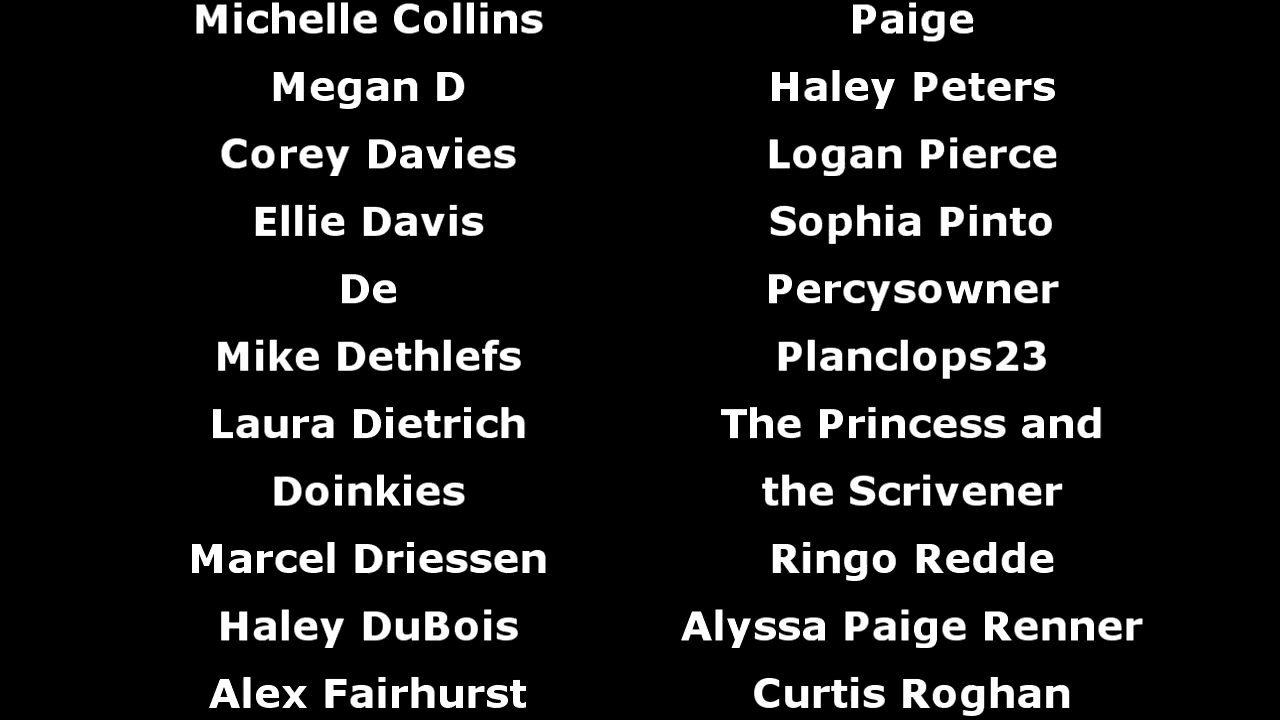 Michelle Collins
Megan D
Corey Davies
Ellie Davis
De
Mike Dethlefs
Laura Dietrich
Doinkies
Marcel Driessen
Haley DuBois
Alex Fairhurst
Paige
Haley Peters
Logan Pierce
Sophia Pinto
Percysowner
Planclops23
The Princess and
the Scrivener
Ringo Redde
Alyssa Paige Renner
Curtis Roghan